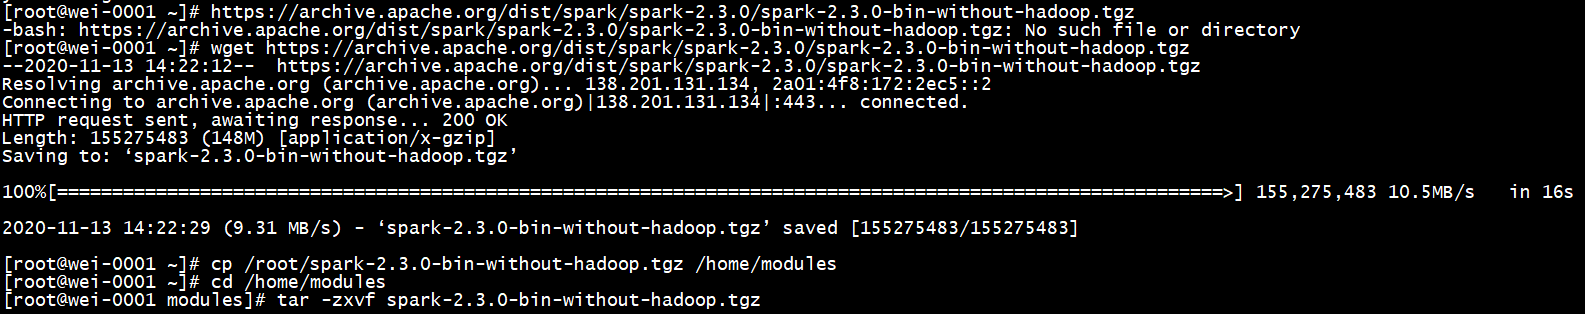 [root@wei-0001 ~]# https://archive.apache.org/dist/spark/spark-2.3.0/spark-2.3.0-bin-without-hadoop.tgz
-bash: https://archive.apache.org/dist/spark/spark-2.3.0/spark-2.3.0-bin-without-hadoop.tgz: No such file or directory
[root@wei-0001 ~]# wget https://archive.apache.org/dist/spark/spark-2.3.0/spark-2.3.0-bin-without-hadoop.tgz
--2020-11-13 14:22:12--  https://archive.apache.org/dist/spark/spark-2.3.0/spark-2.3.0-bin-without-hadoop.tgz
Resolving archive.apache.org (archive.apache.org)... 138.201.131.134, 2a01:4f8:172:2ec5::2
Connecting to archive.apache.org (archive.apache.org)|138.201.131.134|:443... connected.
HTTP request sent, awaiting response... 200 OK
Length: 155275483 (148M) [application/x-gzip]
Saving to: ‘spark-2.3.0-bin-without-hadoop.tgz’
100%[==========================================================================================================>] 155,275,483 10.5MB/s   in 16s
2020-11-13 14:22:29 (9.31 MB/s) - ‘spark-2.3.0-bin-without-hadoop.tgz’ saved [155275483/155275483]
[root@wei-0001 ~]# cp /root/spark-2.3.0-bin-without-hadoop.tgz /home/modules
[root@wei-0001 ~]# cd /home/modules
[root@wei-0001 modules]# tar -zxvf spark-2.3.0-bin-without-hadoop.tgz